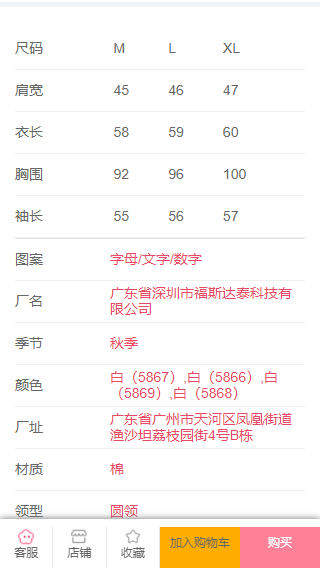 尺码 M L XL
肩宽 45 46 47
衣长 58 59 60
胸围 92 96 100
袖长 55 56 57
图案 字母/文字/数字
厂名 广东省深圳市福斯达泰科技有
限公司
季节 秋季
颜色 白（5867）,白（5866）,白
（5869）,白（5868）
厂址 广东省广州市天河区凤凰街道
渔沙坦荔枝园街4号B栋
材质 棉
领型 圆领
客服 店铺 收藏 加入购物车 购买